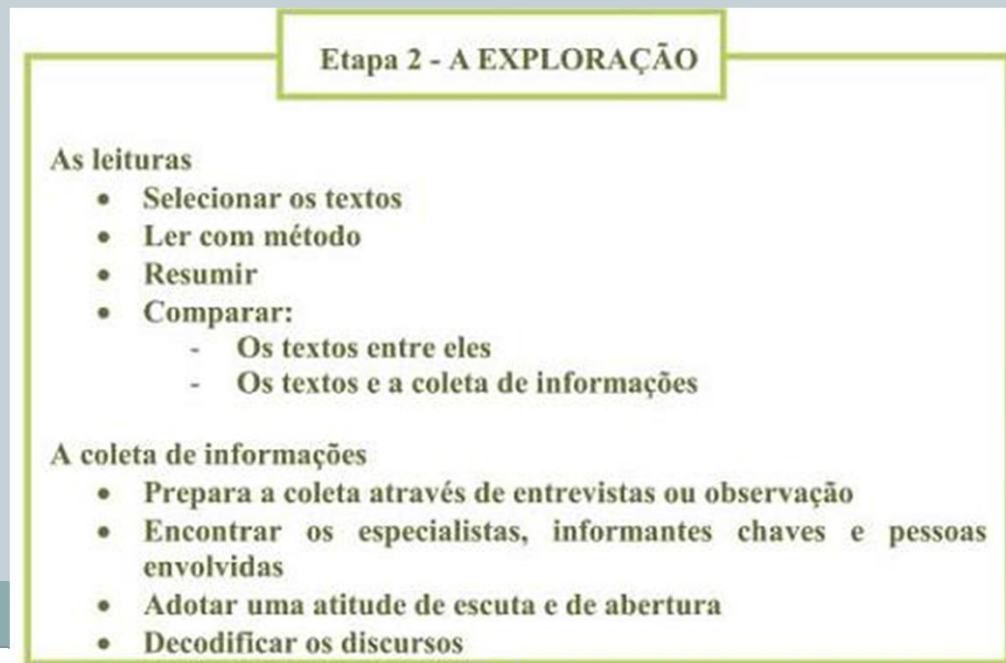 Etapa 2 - A EXPLORAÇÃO
As leituras
• Selecionar os textos
• Ler com método
• Resumir
• Comparar:
- Os textos entre eles
- Os textos e a coleta de informações
A coleta de informações
• Prepara a coleta através de entrevistas ou observação
• Encontrar os especialistas, informantes chaves e pessoas
envolvidas
• Adotar uma atitude de escuta e de abertura
• Decodificar os discursos